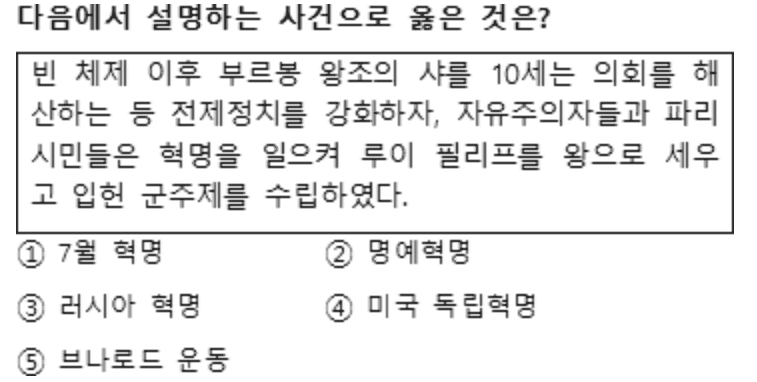 다음에서 설명하는 사건으로 옳은 것은?
빈 체제 이후 부르봉 왕조의 샤를 10세는 의회를 해
산하는 등 전제정치를 강화하자, 자유주의자들과 파리
시민들은 혁명을 일으켜 루이 필리프를 왕으로 세우
고 입헌 군주제를 수립하였다.
① 7월 혁명 ② 명예혁명
③ 러시아 혁명 ④ 미국 독립혁명
⑤ 브나로드 운동